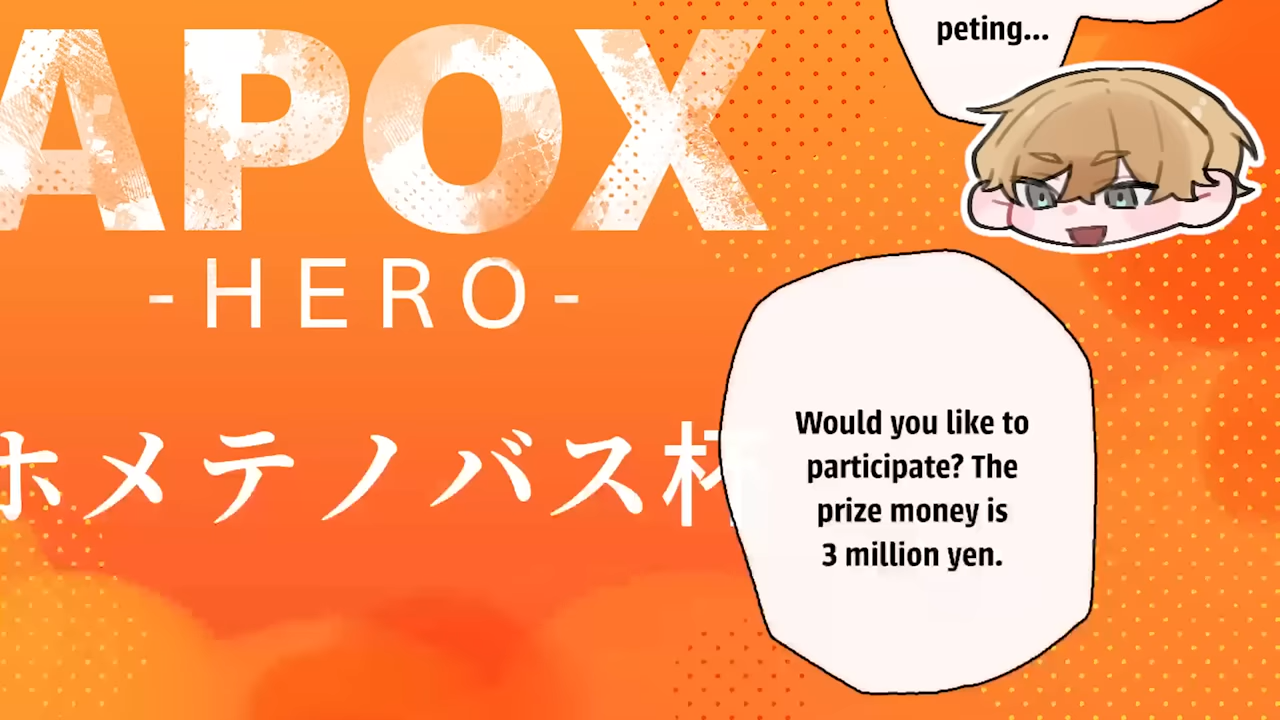 APOX
-HERO-
ホメテノバス杯
peting...
Would you like to
participate? The
prize money is
3 million yen.